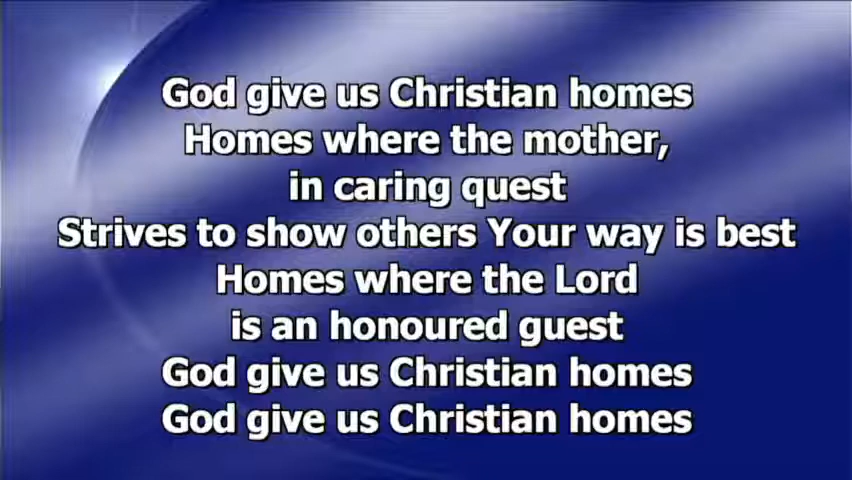 God give us Christian homes
Homes where the mother,
in caring quest
Strives to show others Your way is best
Homes where the Lord
is an honoured guest
God give us Christian homes
God give us Christian homes